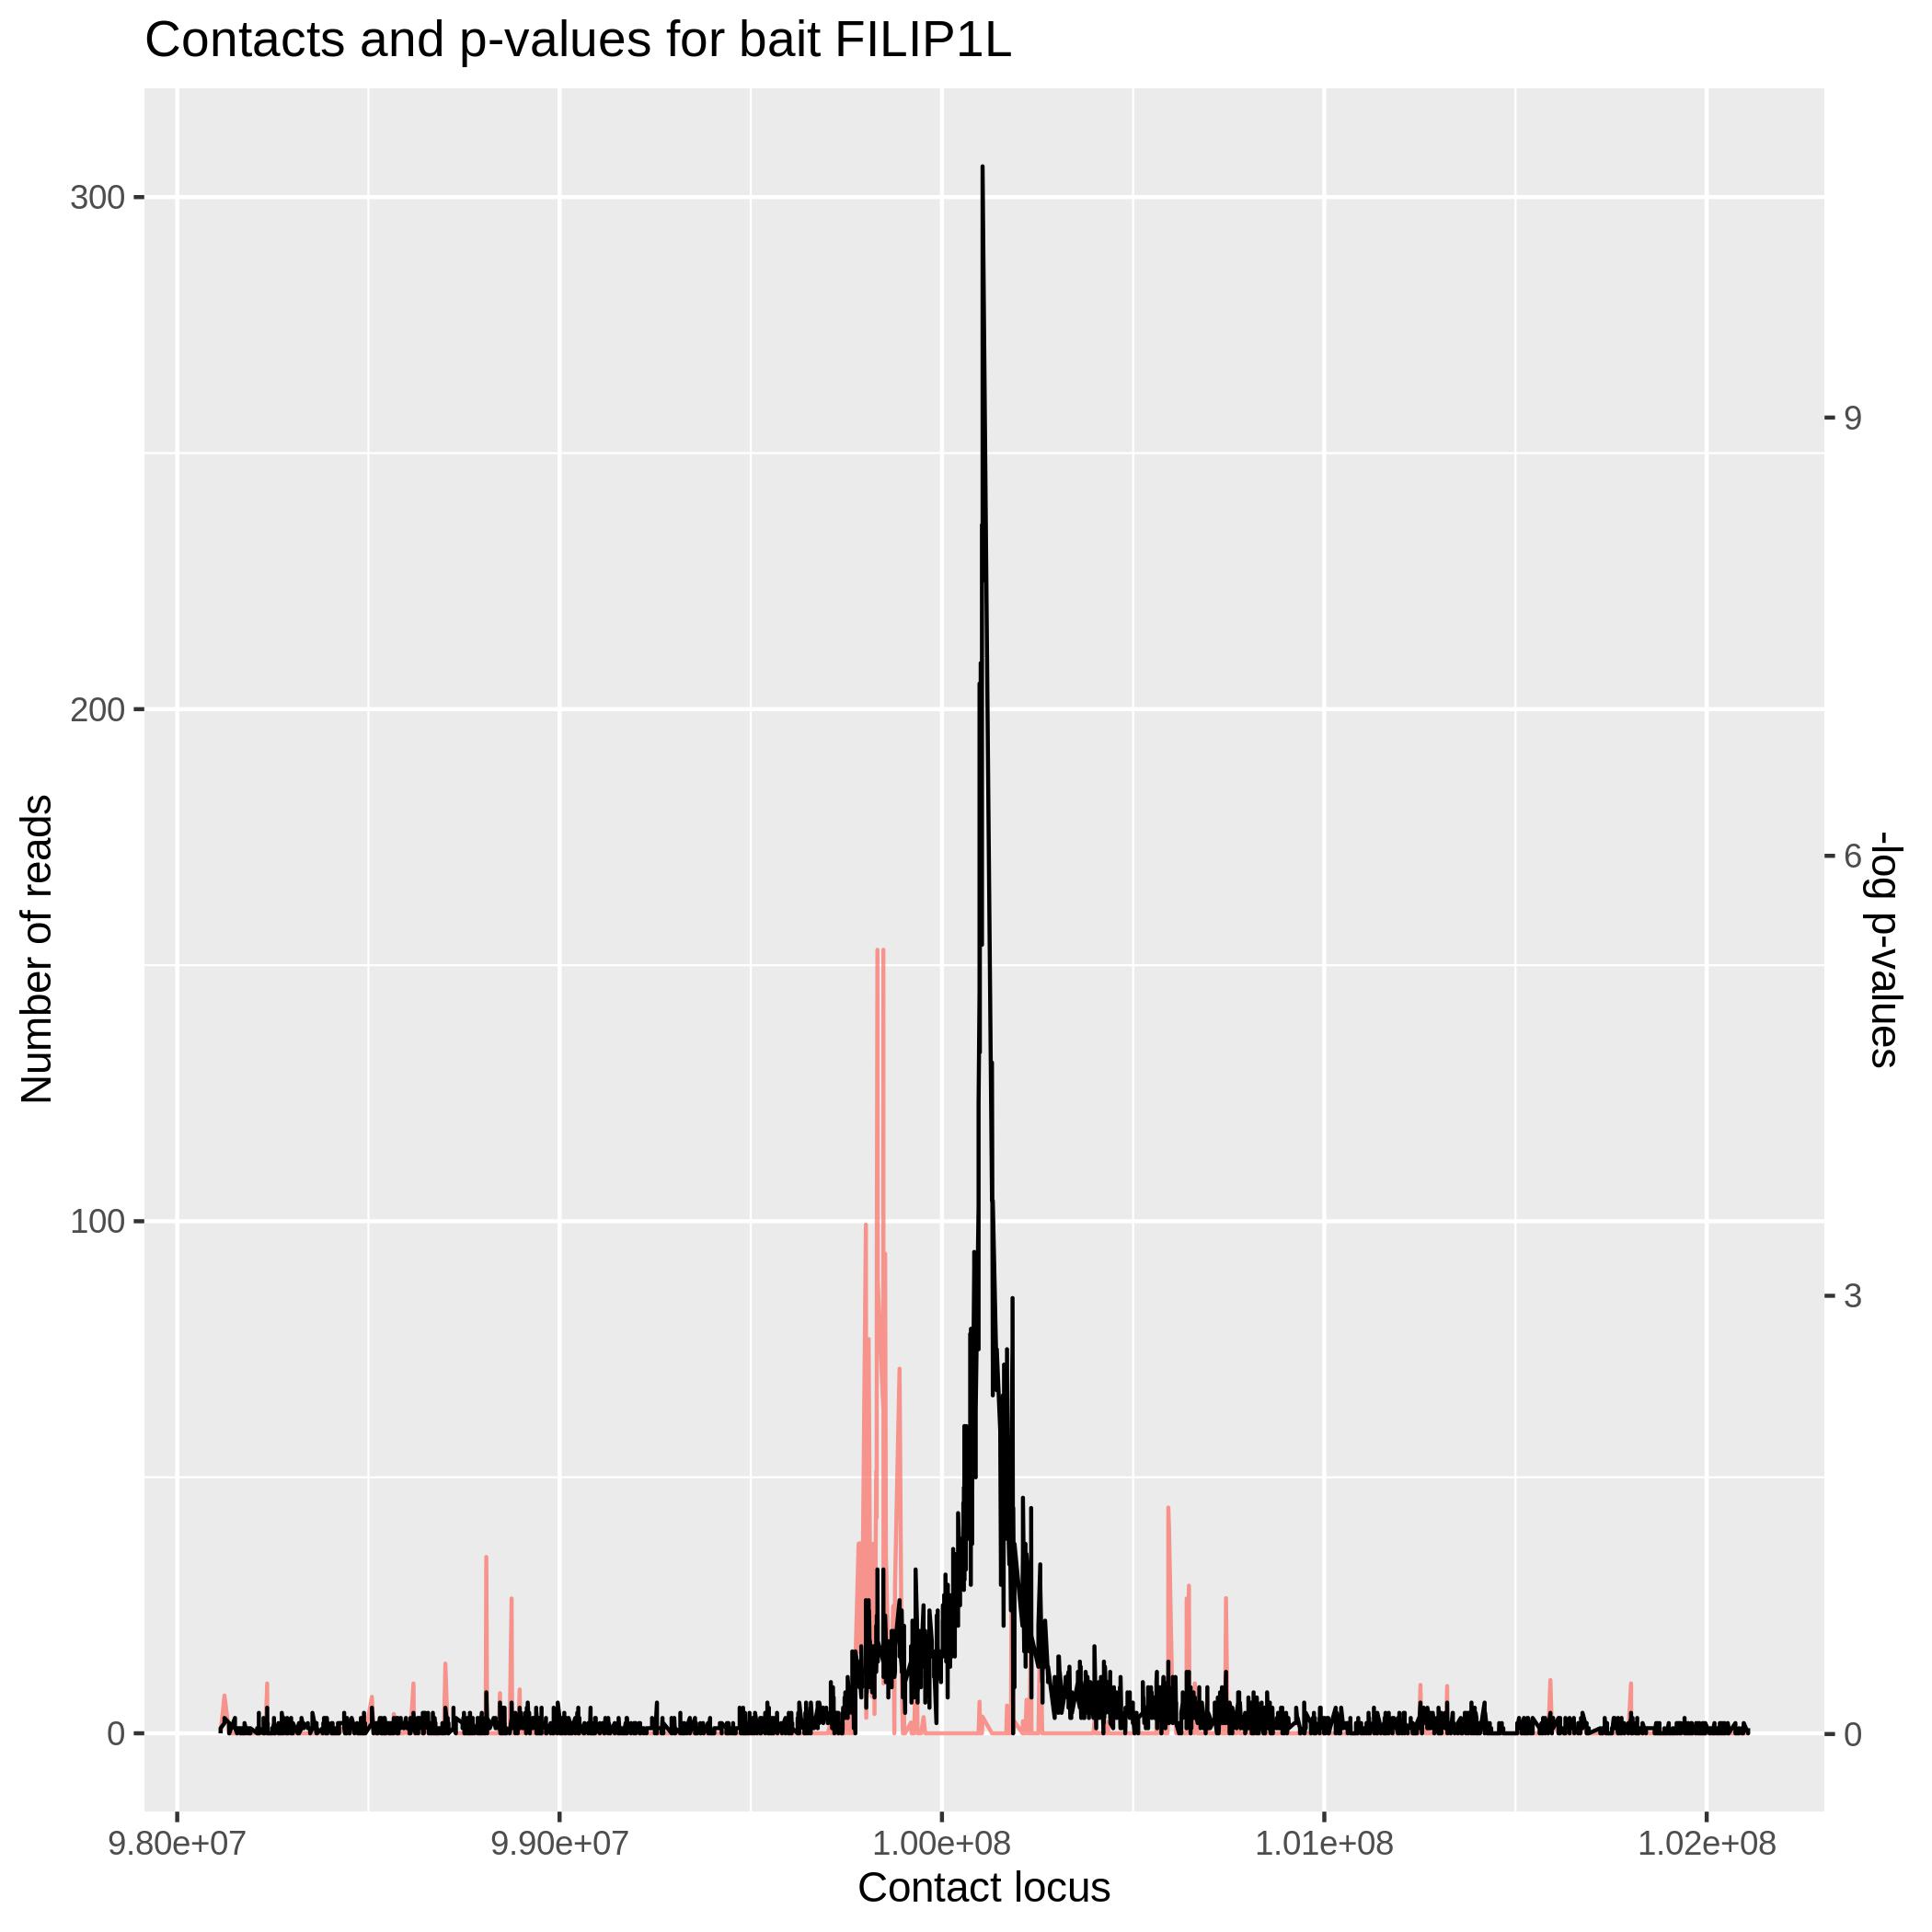 Contacts and p-values for bait FILIP1L
300
200
100
0
Number of reads
9
6
3
0
-log p-values
9.80e+07
9.90e+07
1.00e+08
1.01e+08
1.02e+08
Contact locus